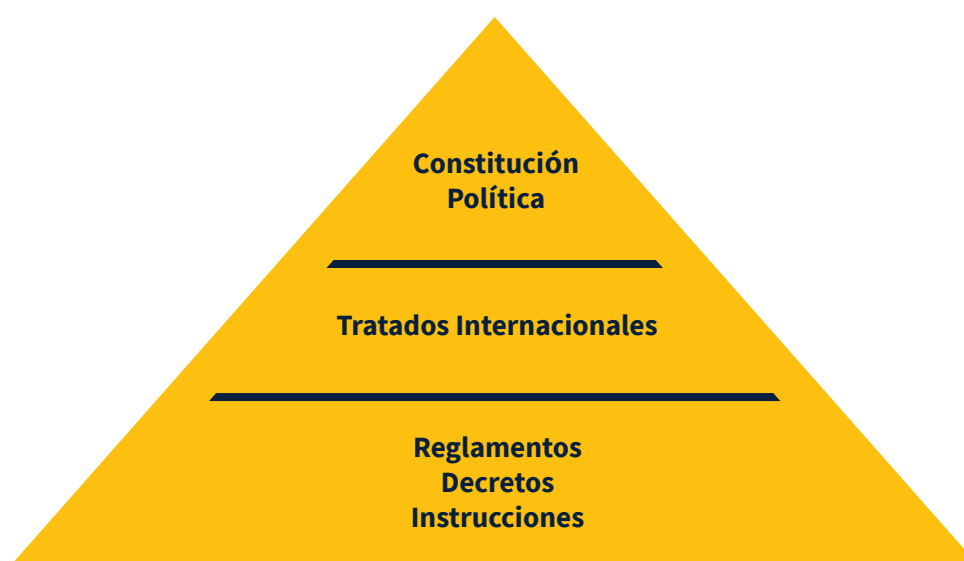 Constitución
Política
Tratados Internacionales
Reglamentos
Decretos
Instrucciones